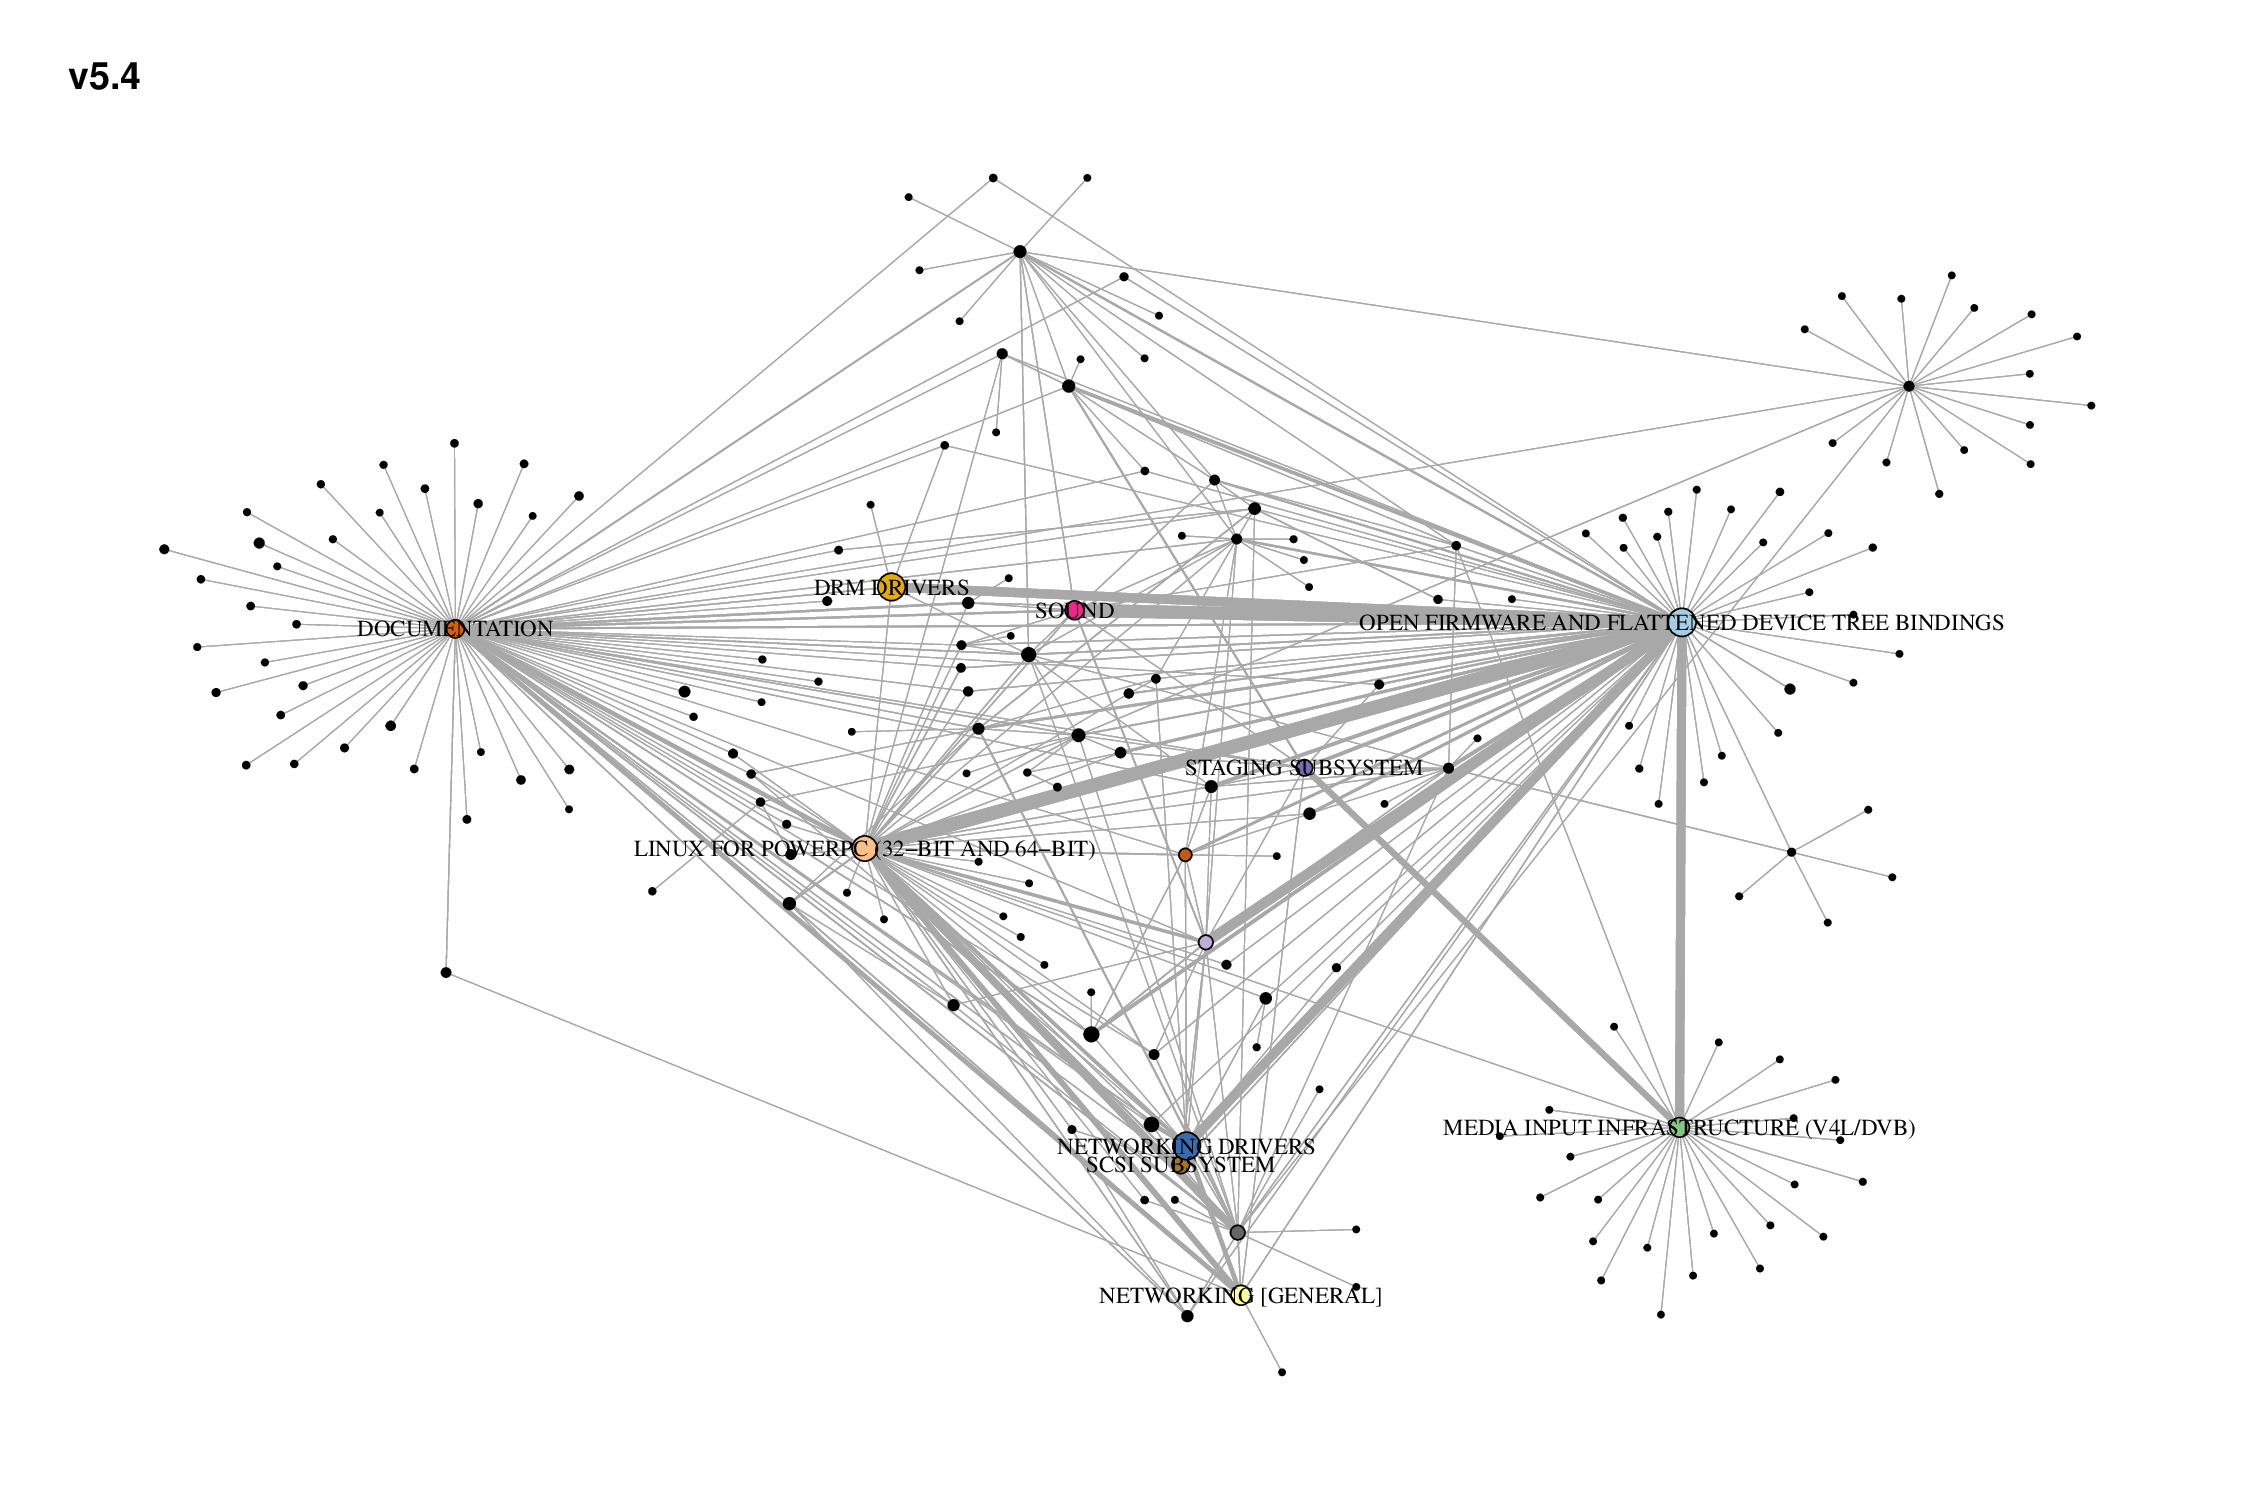 v5.4
DRM DRIVERS
SOUND
OPEN FIRMWARE AND FLATTENED DEVICE TREE BINDINGS
DOCUMENTATION
STAGING SUBSYSTEM
LINUX FOR POWERPC (32−BIT AND 64−BIT)
MEDIA INPUT INFRASTRUCTURE (V4L/DVB)
NETWORKING DRIVERS
SCSI SUBSYSTEM
NETWORKING [GENERAL]